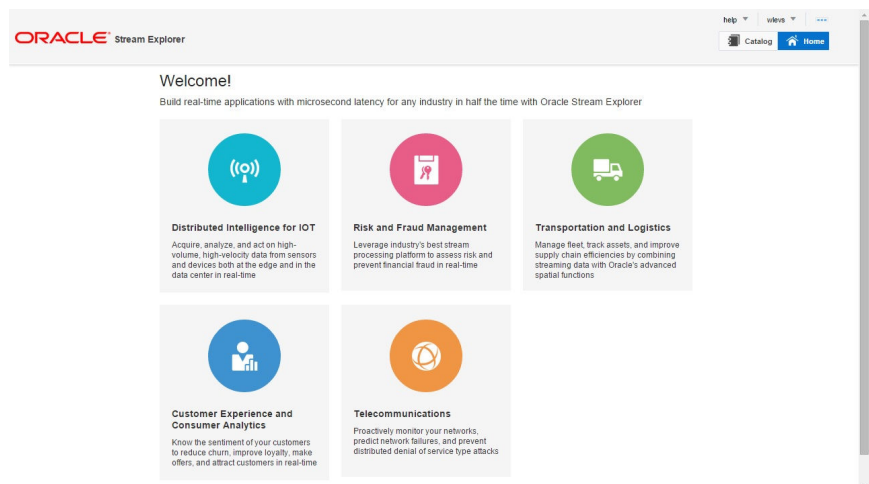 help wlevs
ORACLE Stream Explorer
Catalog Home
Welcome!
Build real-time applications with microsecond latency for any industry in half the time with Oracle Stream Explorer
Distributed Intelligence for IOT
Acquire, analyze, and act on high-
volume, high-velocity data from sensors
and devices both at the edge and in the
data center in real-time
Risk and Fraud Management
Leverage industry's best stream
processing platform to assess risk and
prevent financial fraud in real-time
Transportation and Logistics
Manage fleet, track assets, and improve
supply chain efficiencies by combining
streaming data with Oracle's advanced
spatial functions
Customer Experience and
Consumer Analytics
Know the sentiment of your customers
to reduce churn, improve loyalty, make
offers, and attract customers in real-time
Telecommunications
Proactively monitor your networks,
predict network failures, and prevent
distributed denial of service type attacks